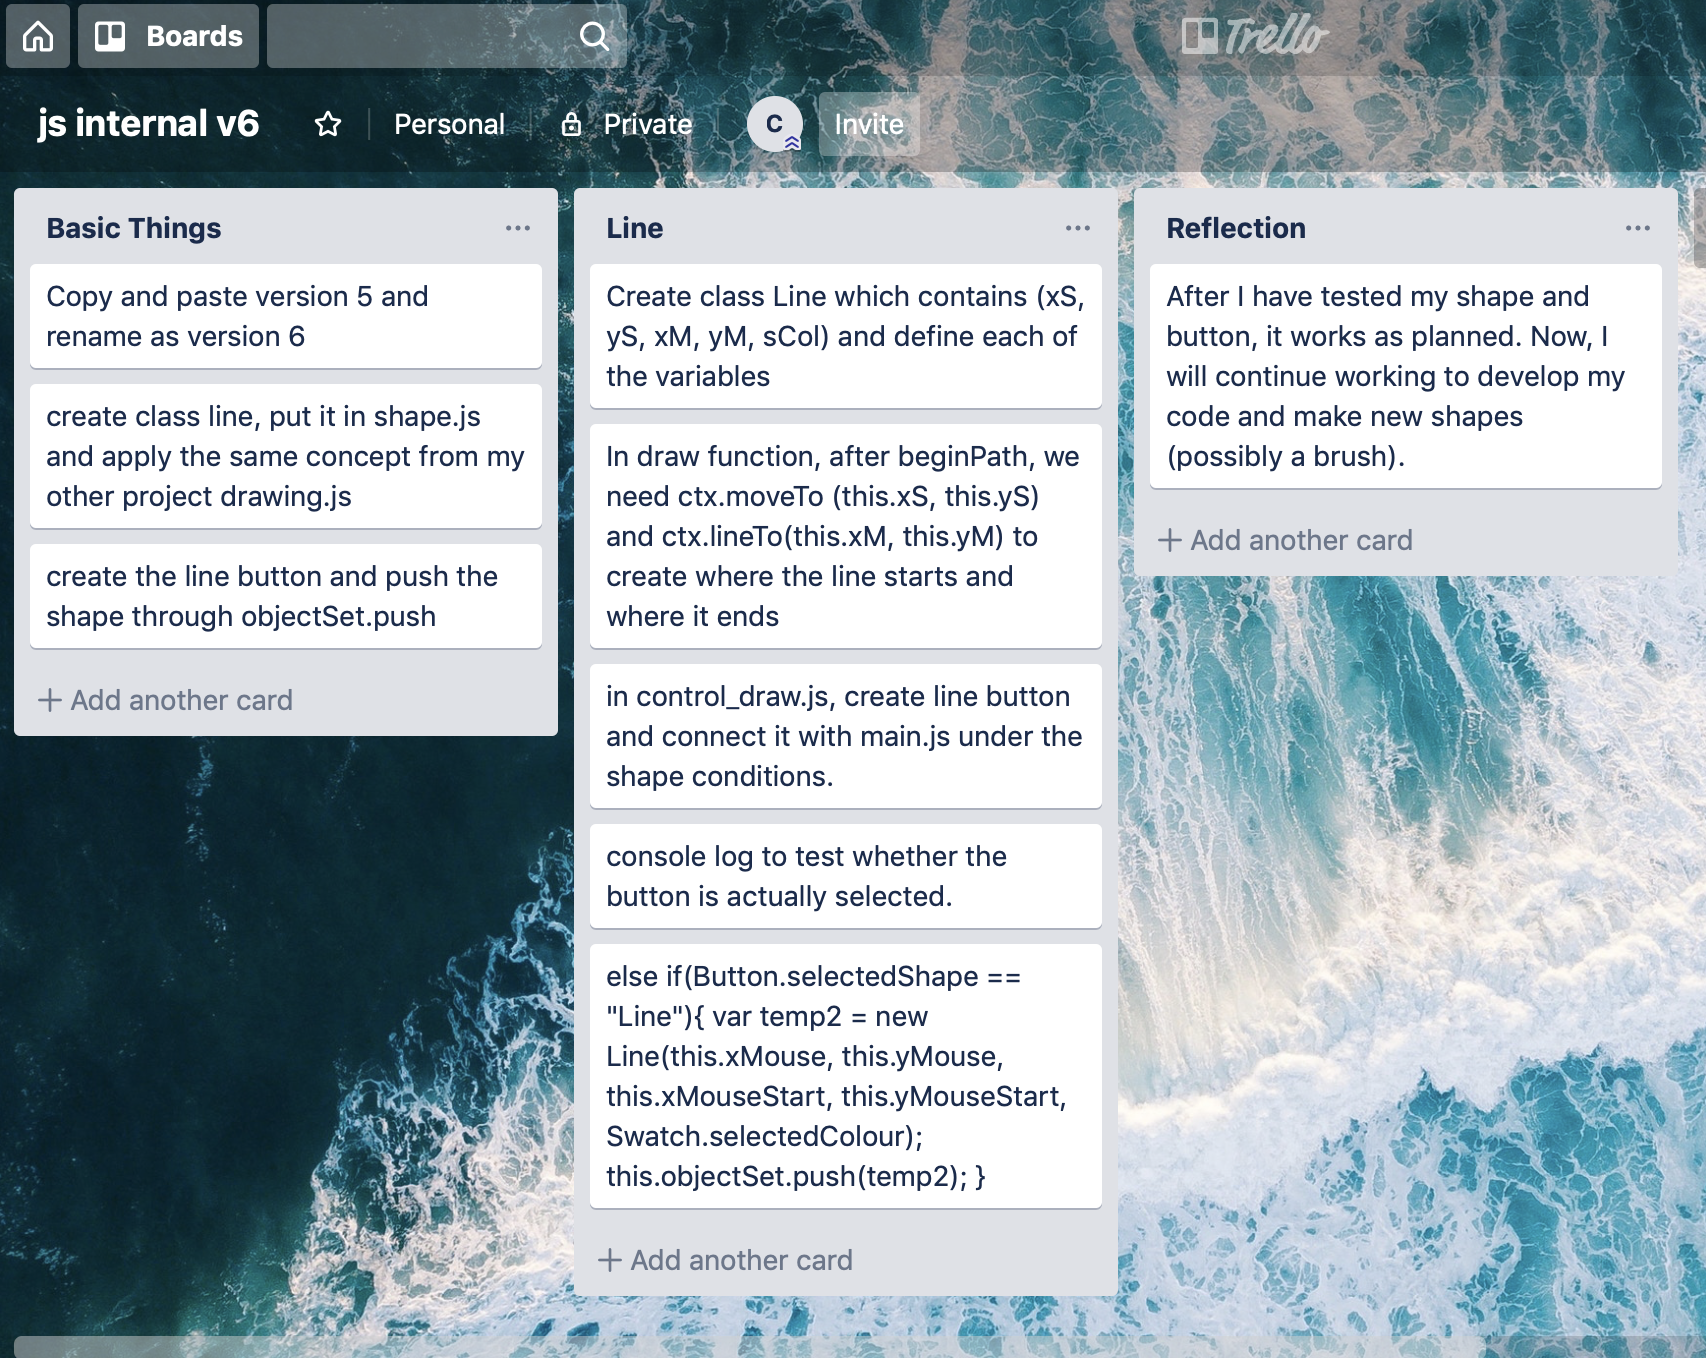 Boards
Trello
js internal v6
Personal
Private
C
Invite
Basic Things
Copy and paste version 5 and
rename as version 6
create class line, put it in shape.js
and apply the same concept from my
other project drawing.js
create the line button and push the
shape through objectSet.push
Add another card
Line
Create class Line which contains (xS,
yS, xM, yM, sCol) and define each of
the variables
In draw function, after beginPath, we
need ctx.moveTo (this.xS, this.yS)
and ctx.lineTo(this.xM, this.yM) to
create where the line starts and
where it ends
in control_draw.js, create line button
and connect it with main.js under the
shape conditions.
console log to test whether the
button is actually selected.
else if(Button.selectedShape ==
"Line"){ var temp2 = new
Line(this.xMouse, this.yMouse,
this.xMouseStart, this.yMouseStart,
Swatch.selectedColour);
this.objectSet.push(temp2); }
Add another card
Reflection
After I have tested my shape and
button, it works as planned. Now, I
will continue working to develop my
code and make new shapes
(possibly a brush).
Add another card